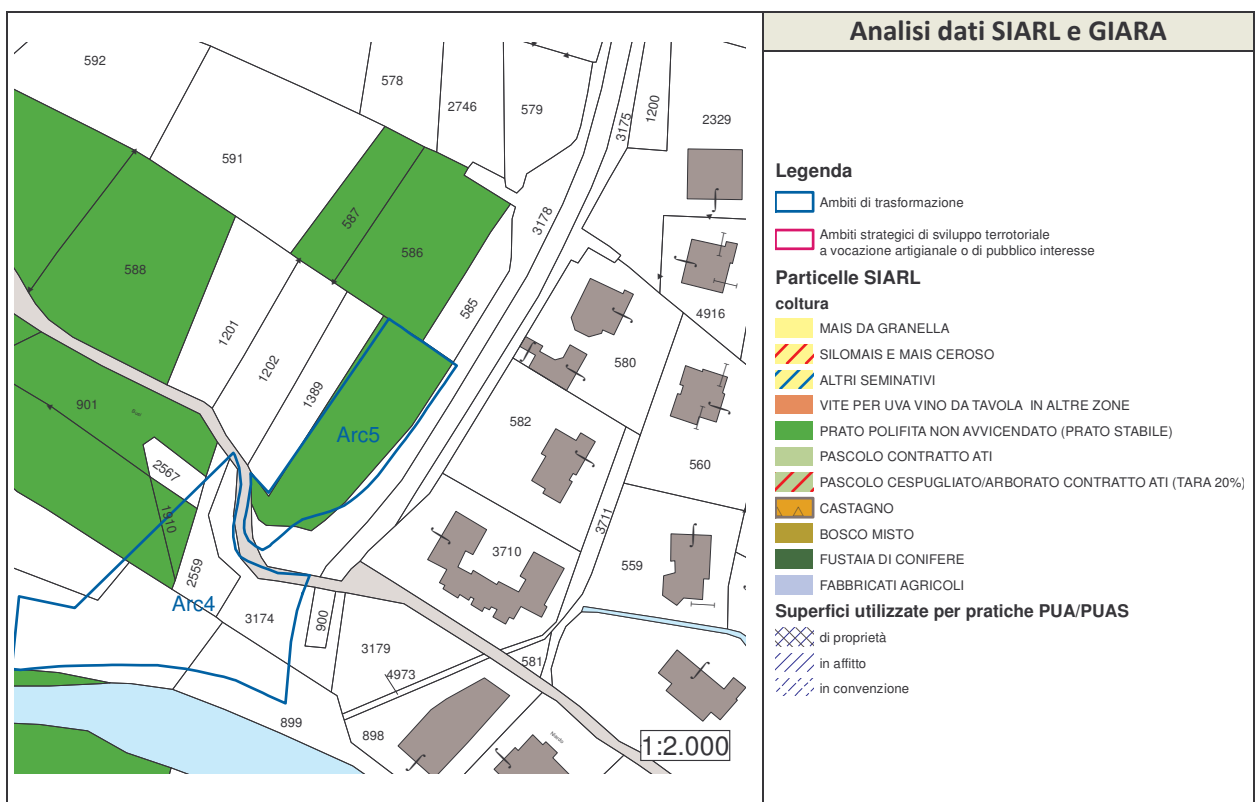 Analisi dati SIARL e GIARA
592
578
2746
579
3175
1200
2329
591
587
586
3178
588
585
4916
1201
1202
1389
580
901
582
Arc5
560
2567
1910
3711
3710
559
2559
Arc4
3174
900
3179
4973
581
899
898
1:2.000
Legenda
Ambiti di trasformazione
Ambiti strategici di sviluppo terrotoriale
a vocazione artigianale o di pubblico interesse
Particelle SIARL
coltura
MAIS DA GRANELLA
SILOMAIS E MAIS CEROSO
ALTRI SEMINATIVI
VITE PER UVA VINO DA TAVOLA IN ALTRE ZONE
PRATO POLIFITA NON AVVICENDATO (PRATO STABILE)
PASCOLO CONTRATTO ATI
PASCOLO CESPUGLIATO/ARBORATO CONTRATTO ATI (TARA 20%)
CASTAGNO
BOSCO MISTO
FUSTAIA DI CONIFERE
FABBRICATI AGRICOLI
Superfici utilizzate per pratiche PUA/PUAS
di proprietà
in affitto
in convenzione